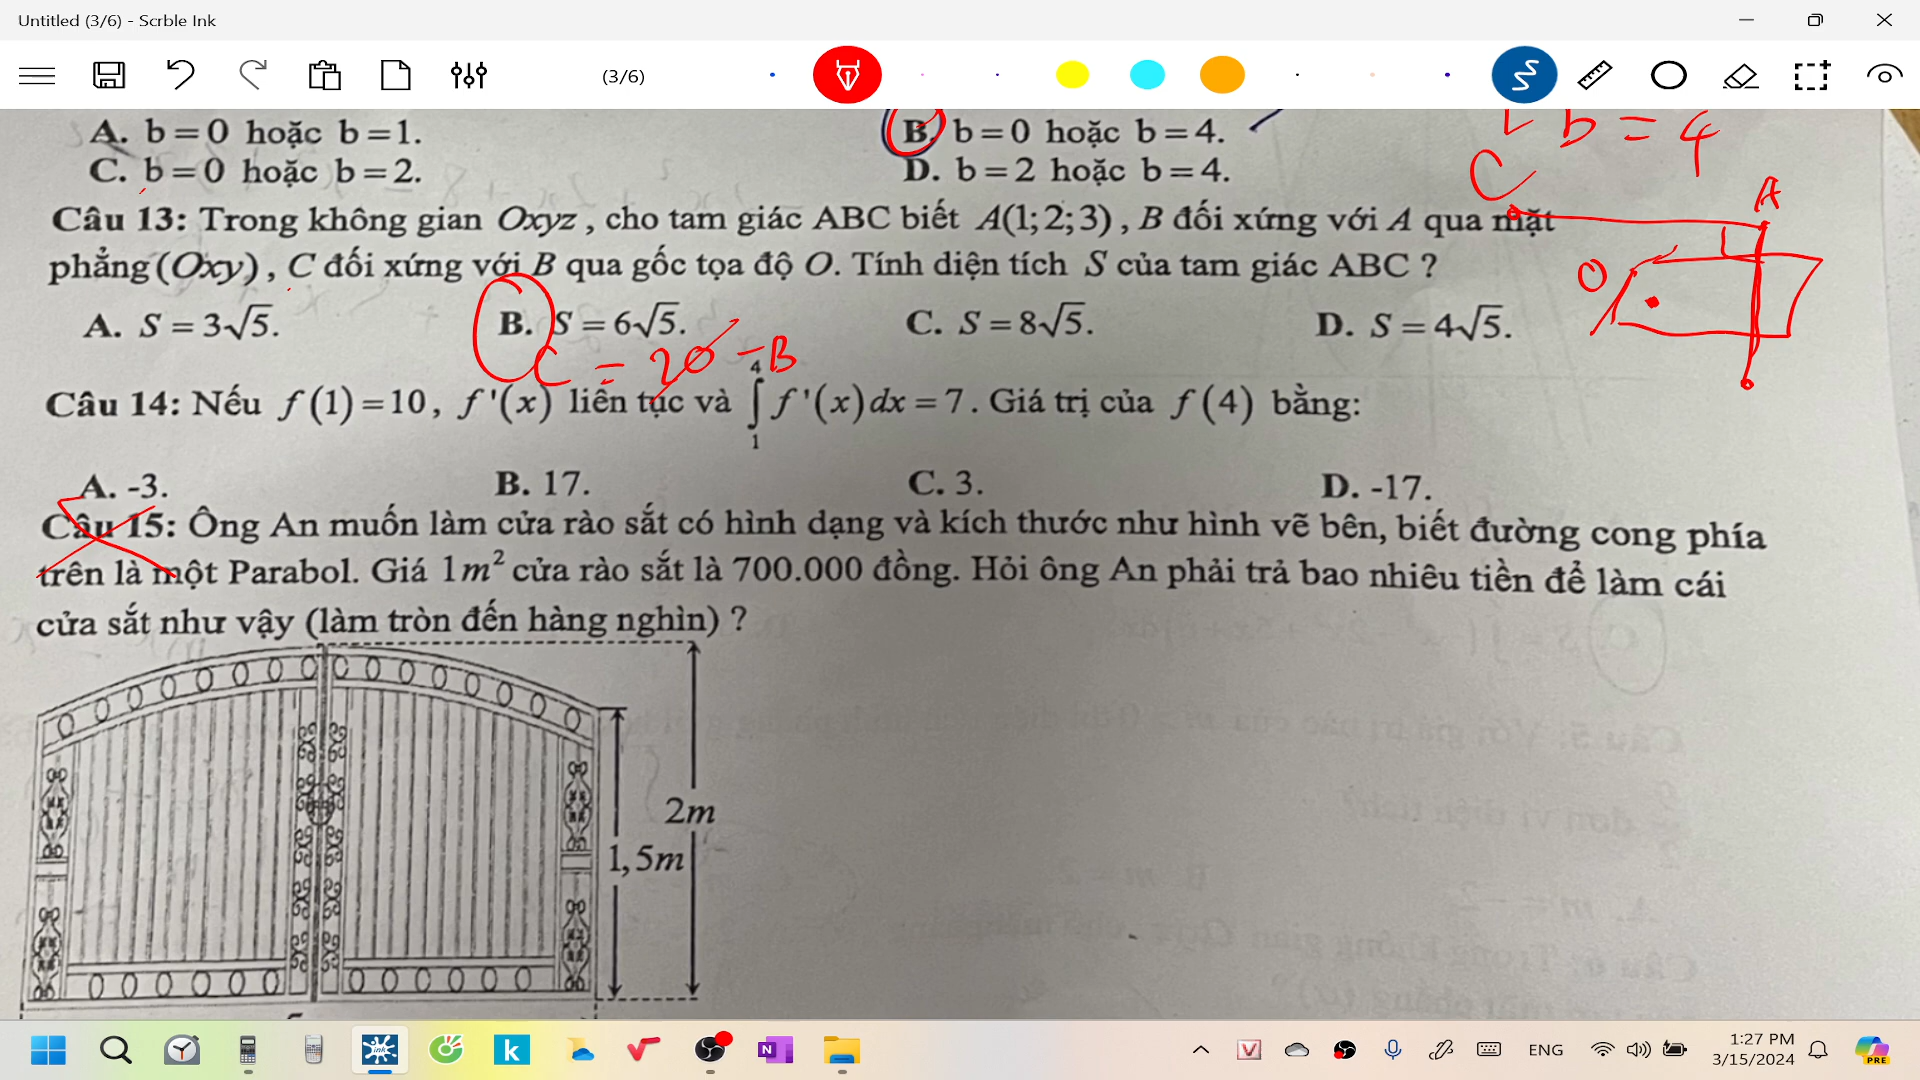 Untitled (3/6) - Scrble Ink
(3/6)
A. b=0 hoặc b=1.
B. b=0 hoặc b=4.
C. b=0 hoặc b=2.
D. b=2 hoặc b=4.
b = 4
C
A
Câu 13: Trong không gian Oxyz, cho tam giác ABC biết A(1;2;3), B đối xứng với A qua mặt
phẳng(Oxy), C đối xứng với B qua gốc tọa độ O. Tính diện tích S của tam giác ABC ?
O
A. S = 3√5.
B. S = 6√5.
C. S = 8√5.
D. S = 4√5.
C = 2O - B
Câu 14: Nếu f(1)=10, f'(x) liên tục và ∫₁⁴ f'(x)dx = 7. Giá trị của f(4) bằng:
A. -3.
B. 17.
C. 3.
D. -17.
Câu 15: Ông An muốn làm cửa rào sắt có hình dạng và kích thước như hình vẽ bên, biết đường cong phía
trên là một Parabol. Giá 1m² cửa rào sắt là 700.000 đồng. Hỏi ông An phải trả bao nhiêu tiền để làm cái
cửa sắt như vậy (làm tròn đến hàng nghìn) ?
2m
1,5m
ENG
1:27 PM
3/15/2024
PRE